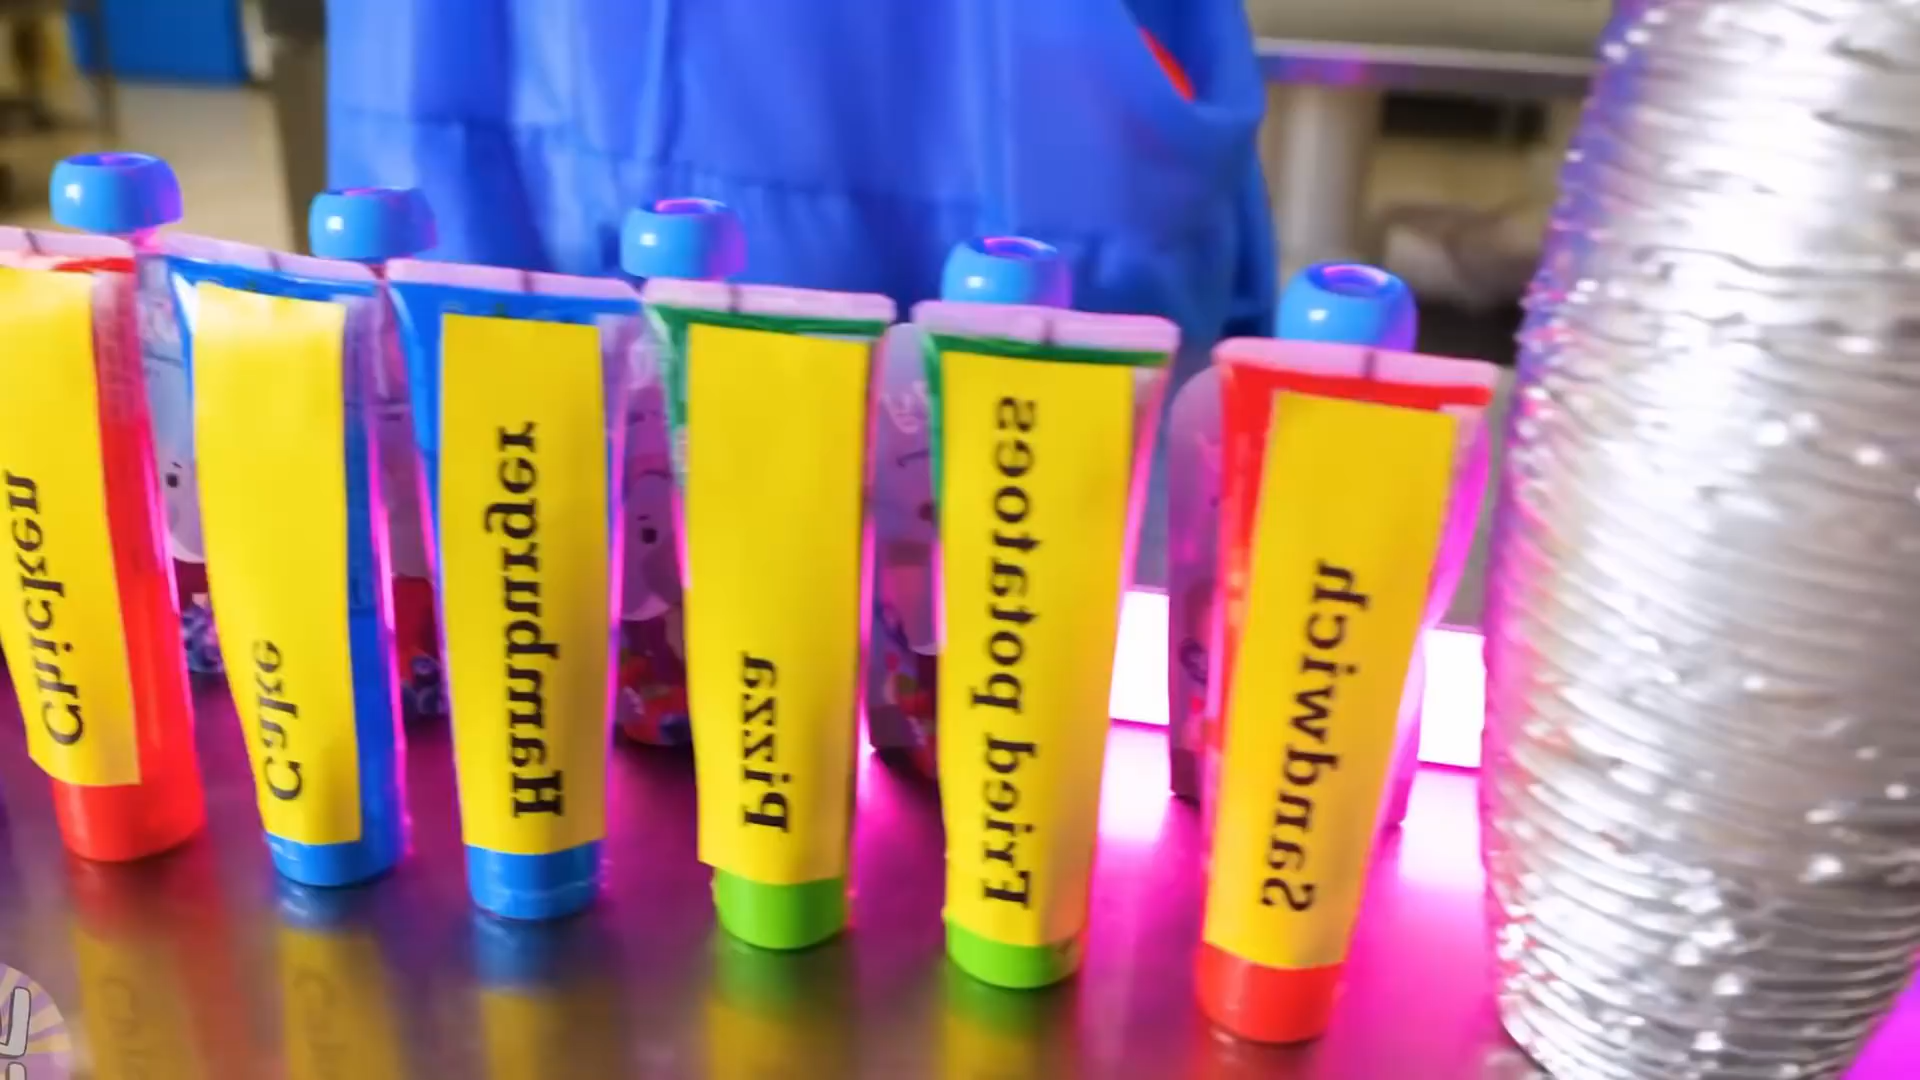 Chicken
Cake
Hamburger
Pizza
Fried potatoes
Sandwich